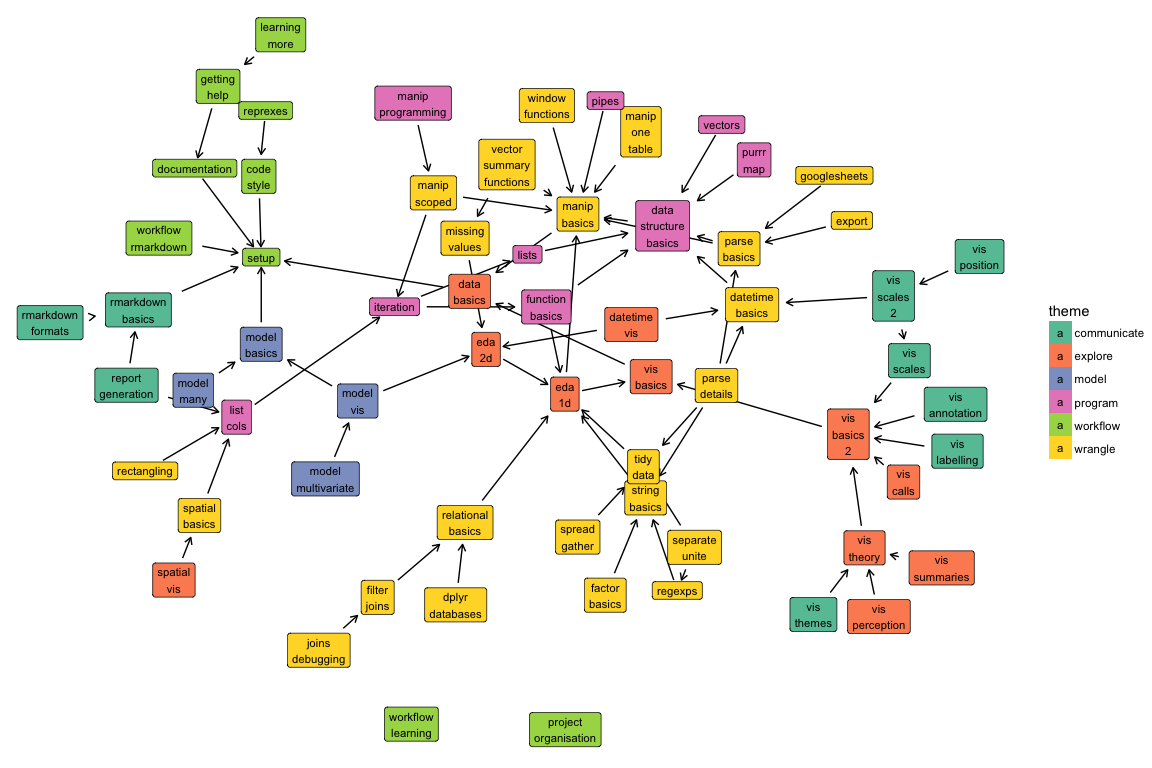 learning
more
getting
help
reprexes
manip
programming
window
functions
pipes
manip
one
table
vectors
vector
summary
functions
purrr
map
documentation
code
style
googlesheets
manip
scoped
manip
basics
data
structure
basics
export
workflow
rmarkdown
missing
values
parse
basics
setup
lists
vis
position
data
basics
vis
scales
2
rmarkdown
formats
rmarkdown
basics
iteration
function
basics
datetime
basics
datetime
vis
model
basics
eda
2d
vis
scales
theme
a communicate
a explore
a model
a program
a workflow
a wrangle
report
generation
model
many
vis
basics
parse
details
eda
1d
model
vis
list
cols
vis
annotation
vis
basics
2
vis
labelling
rectangling
tidy
data
model
multivariate
vis
calls
string
basics
spatial
basics
relational
basics
spread
gather
separate
unite
vis
theory
vis
summaries
spatial
vis
filter
joins
dplyr
databases
factor
basics
regexps
vis
themes
vis
perception
joins
debugging
workflow
learning
project
organisation